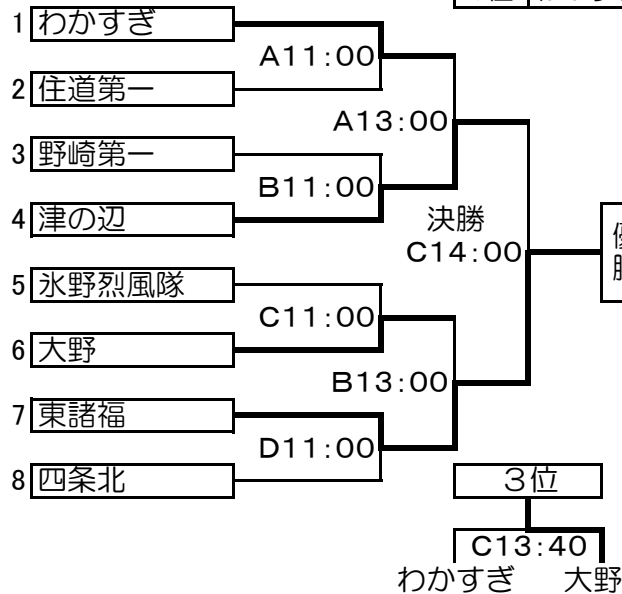 1 わかすぎ
A11:00
2 住道第一
A13:00
3 野崎第一
B11:00
4 津の辺
決勝
C14:00
5 氷野烈風隊
C11:00
6 大野
B13:00
7 東諸福
D11:00
8 四条北
3位
C13:40
わかすぎ 大野